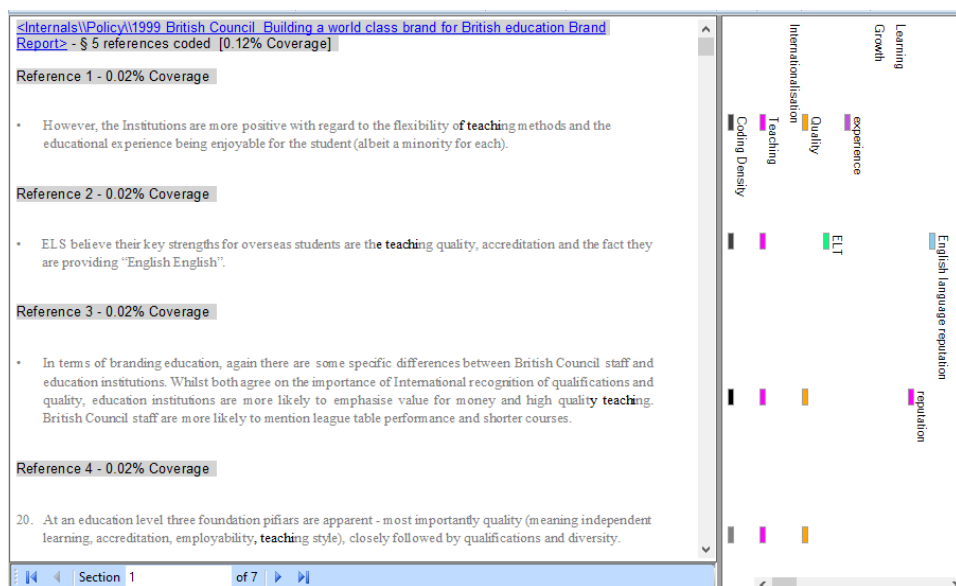 <Internals\\Policy\\1999 British Council  Building a world class brand for British education Brand
Report> - § 5 references coded  [0.12% Coverage]
Reference 1 - 0.02% Coverage
• However, the Institutions are more positive with regard to the flexibility of teaching methods and the
educational experience being enjoyable for the student (albeit a minority for each).
Reference 2 - 0.02% Coverage
• ELS believe their key strengths for overseas students are the teaching quality, accreditation and the fact they
are providing “English English”.
Reference 3 - 0.02% Coverage
• In terms of branding education, again there are some specific differences between British Council staff and
education institutions. Whilst both agree on the importance of International recognition of qualifications and
quality, education institutions are more likely to emphasise value for money and high quality teaching.
British Council staff are more likely to mention league table performance and shorter courses.
Reference 4 - 0.02% Coverage
20. At an education level three foundation pifiars are apparent - most importantly quality (meaning independent
learning, accreditation, employability, teaching style), closely followed by qualifications and diversity.
Section 1 of 7
Coding Density
Teaching
Internationalisation
Quality
ELT
experience
Growth
Learning
reputation
English language reputation